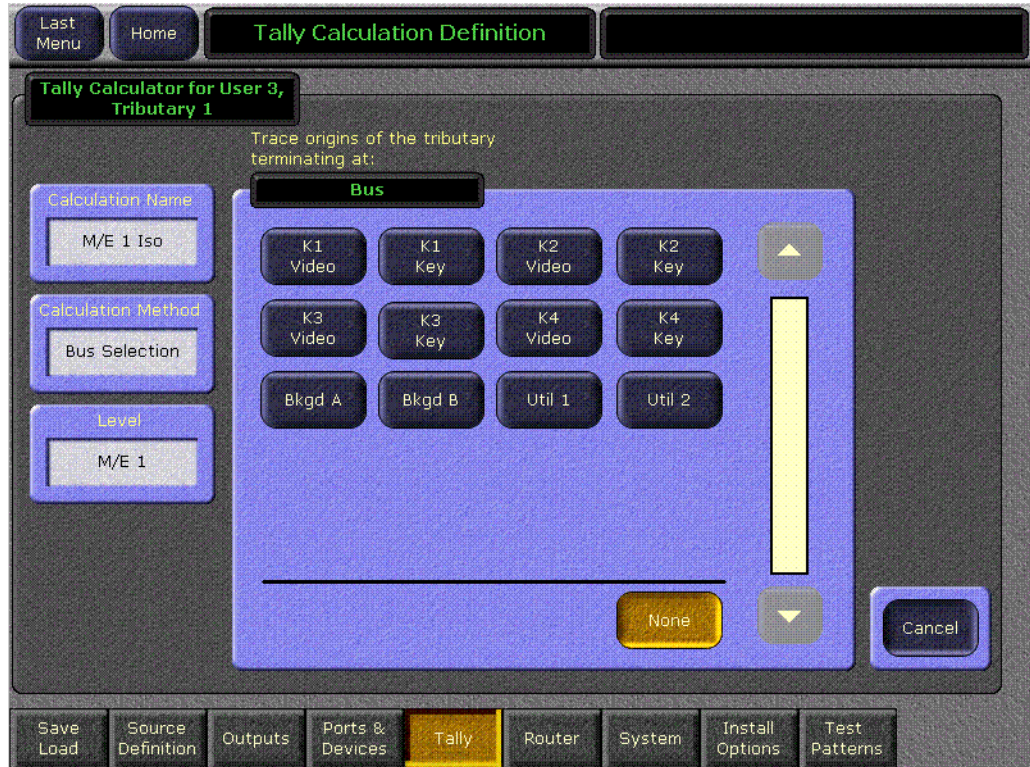 Last
Menu
Home
Tally Calculation Definition
Tally Calculator for User 3,
Tributary 1
Trace origins of the tributary
terminating at:
Bus
Calculation Name
M/E 1 Iso
Calculation Method
Bus Selection
Level
M/E 1
K1
Video
K1
Key
K2
Video
K2
Key
K3
Video
K3
Key
K4
Video
K4
Key
Bkgd A
Bkgd B
Util 1
Util 2
None
Cancel
Save
Load
Source
Definition
Outputs
Ports &
Devices
Tally
Router
System
Install
Options
Test
Patterns